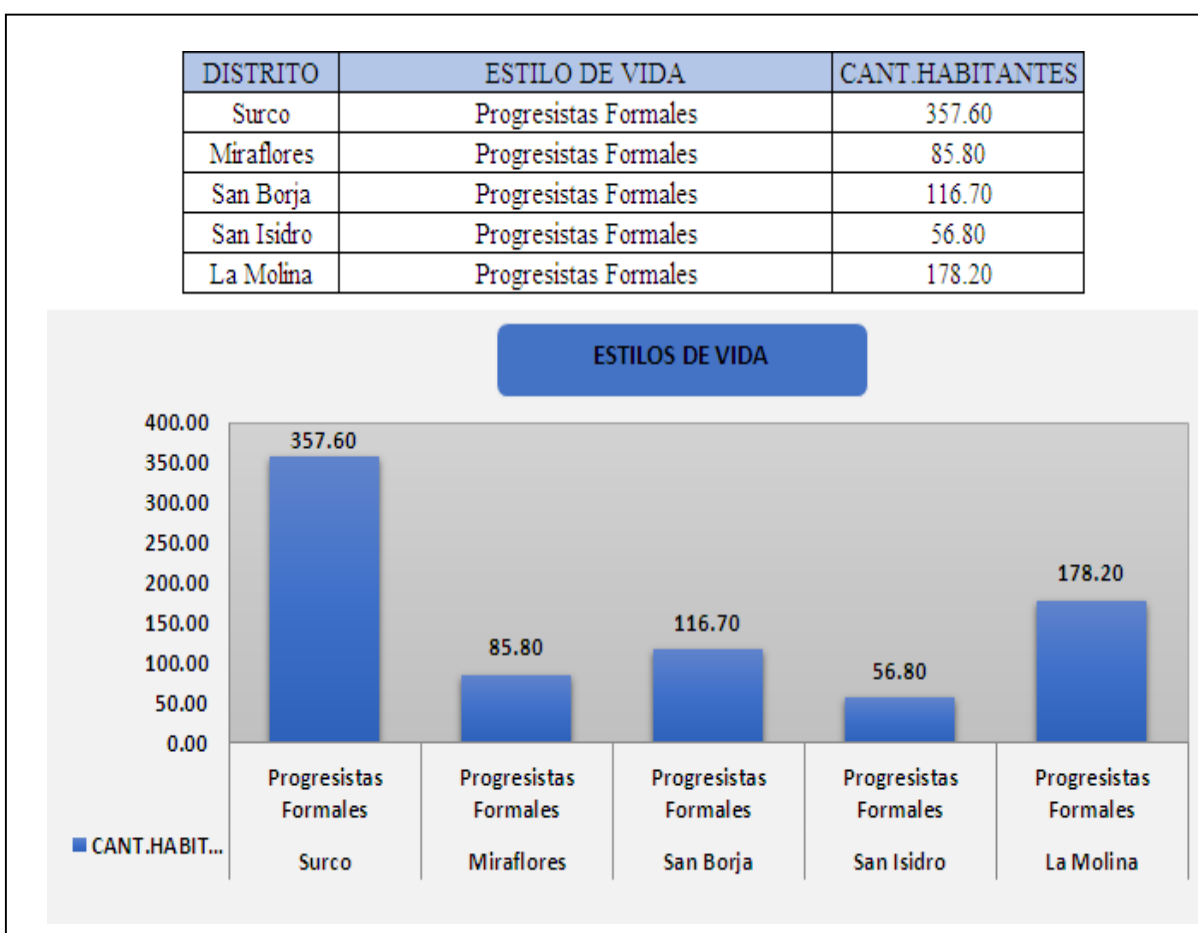 DISTRITO ESTILO DE VIDA CANT.HABITANTES
Surco Progresistas Formales 357.60
Miraflores Progresistas Formales 85.80
San Borja Progresistas Formales 116.70
San Isidro Progresistas Formales 56.80
La Molina Progresistas Formales 178.20
ESTILOS DE VIDA
400.00
350.00
300.00
250.00
200.00
150.00
100.00
50.00
0.00
357.60
85.80
116.70
56.80
178.20
Progresistas Progresistas Progresistas Progresistas Progresistas
Formales Formales Formales Formales Formales
CANT.HABIT... Surco Miraflores San Borja San Isidro La Molina